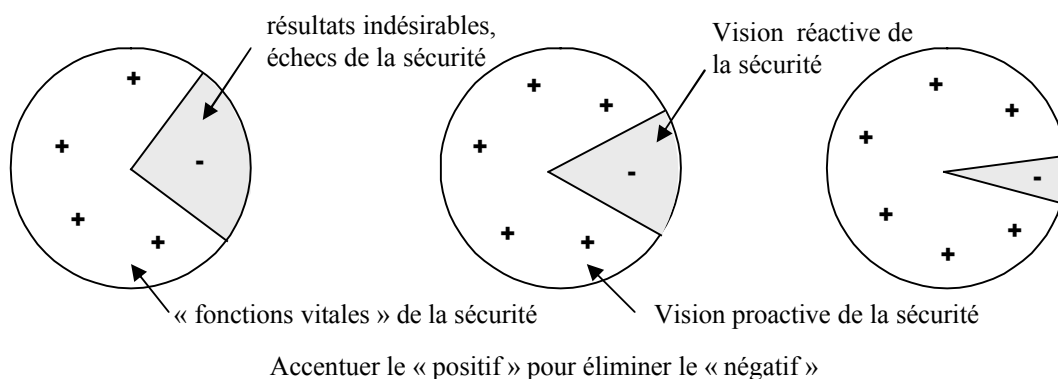 résultats indésirables,
échecs de la sécurité
Vision réactive de
la sécurité
+
+
+
+
+
-
+
+
+
+
+
-
+
+
+
+
+
+
-
« fonctions vitales » de la sécurité
Vision proactive de la sécurité
Accentuer le « positif » pour éliminer le « négatif »